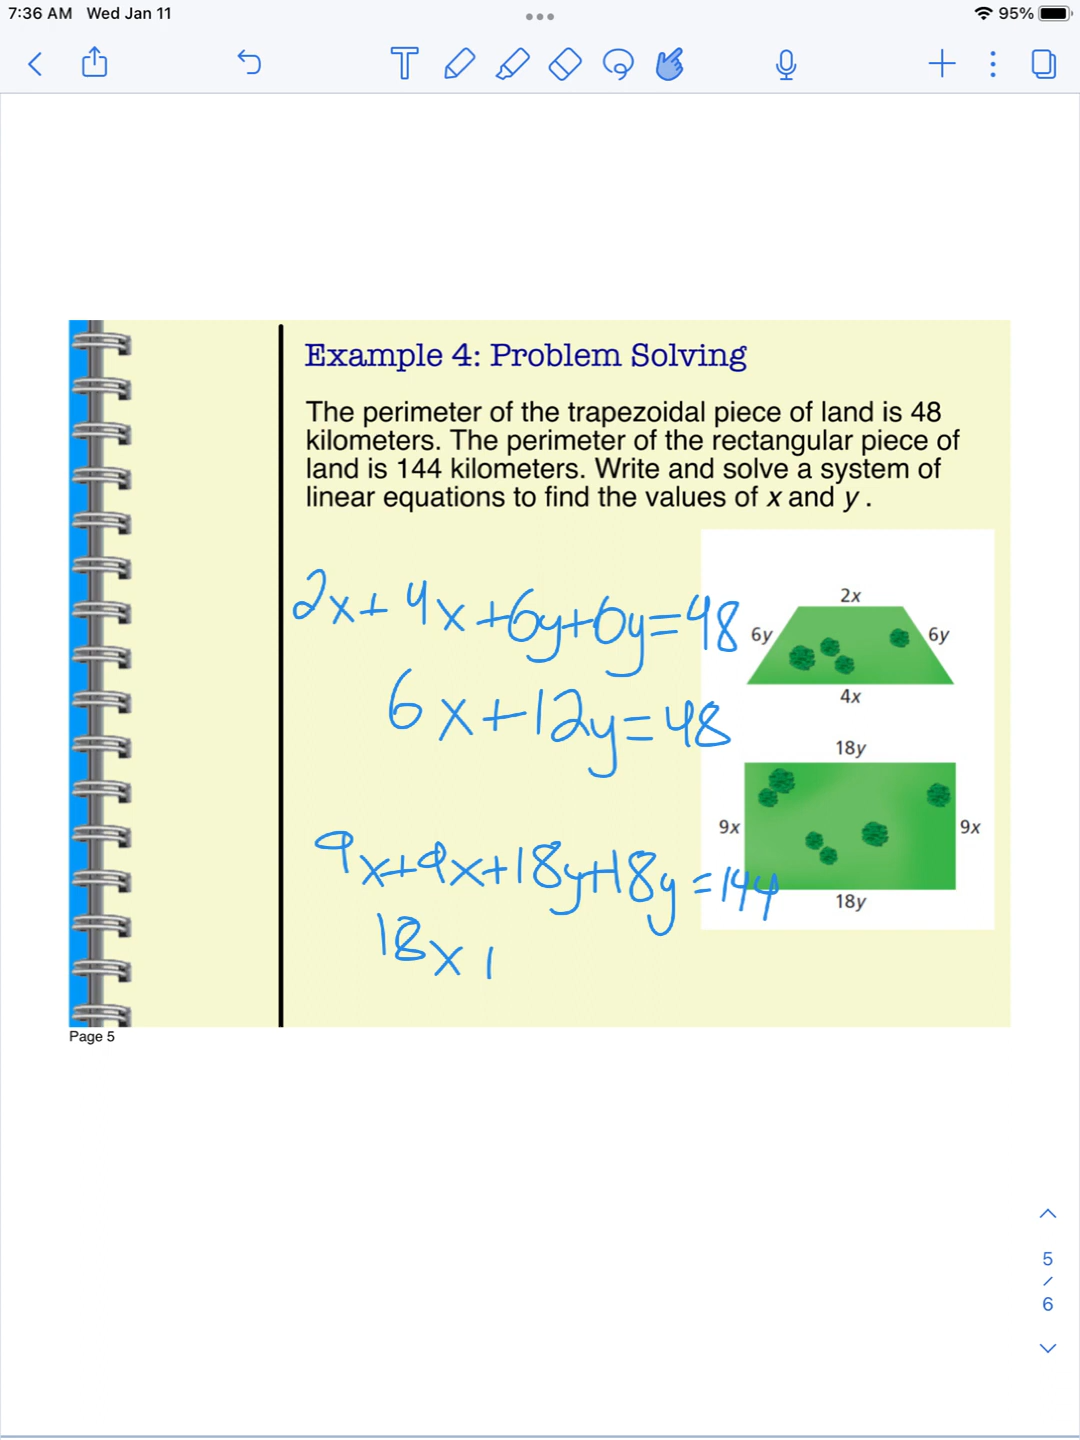 7:36 AM Wed Jan 11
95%
T
Example 4: Problem Solving
The perimeter of the trapezoidal piece of land is 48
kilometers. The perimeter of the rectangular piece of
land is 144 kilometers. Write and solve a system of
linear equations to find the values of x and y .
2x+4x+6y+6y=48
6x+12y=48
9x+9x+18y+18y=144
18x
2x
6y
6y
4x
18y
9x
9x
18y
Page 5
5
/
6